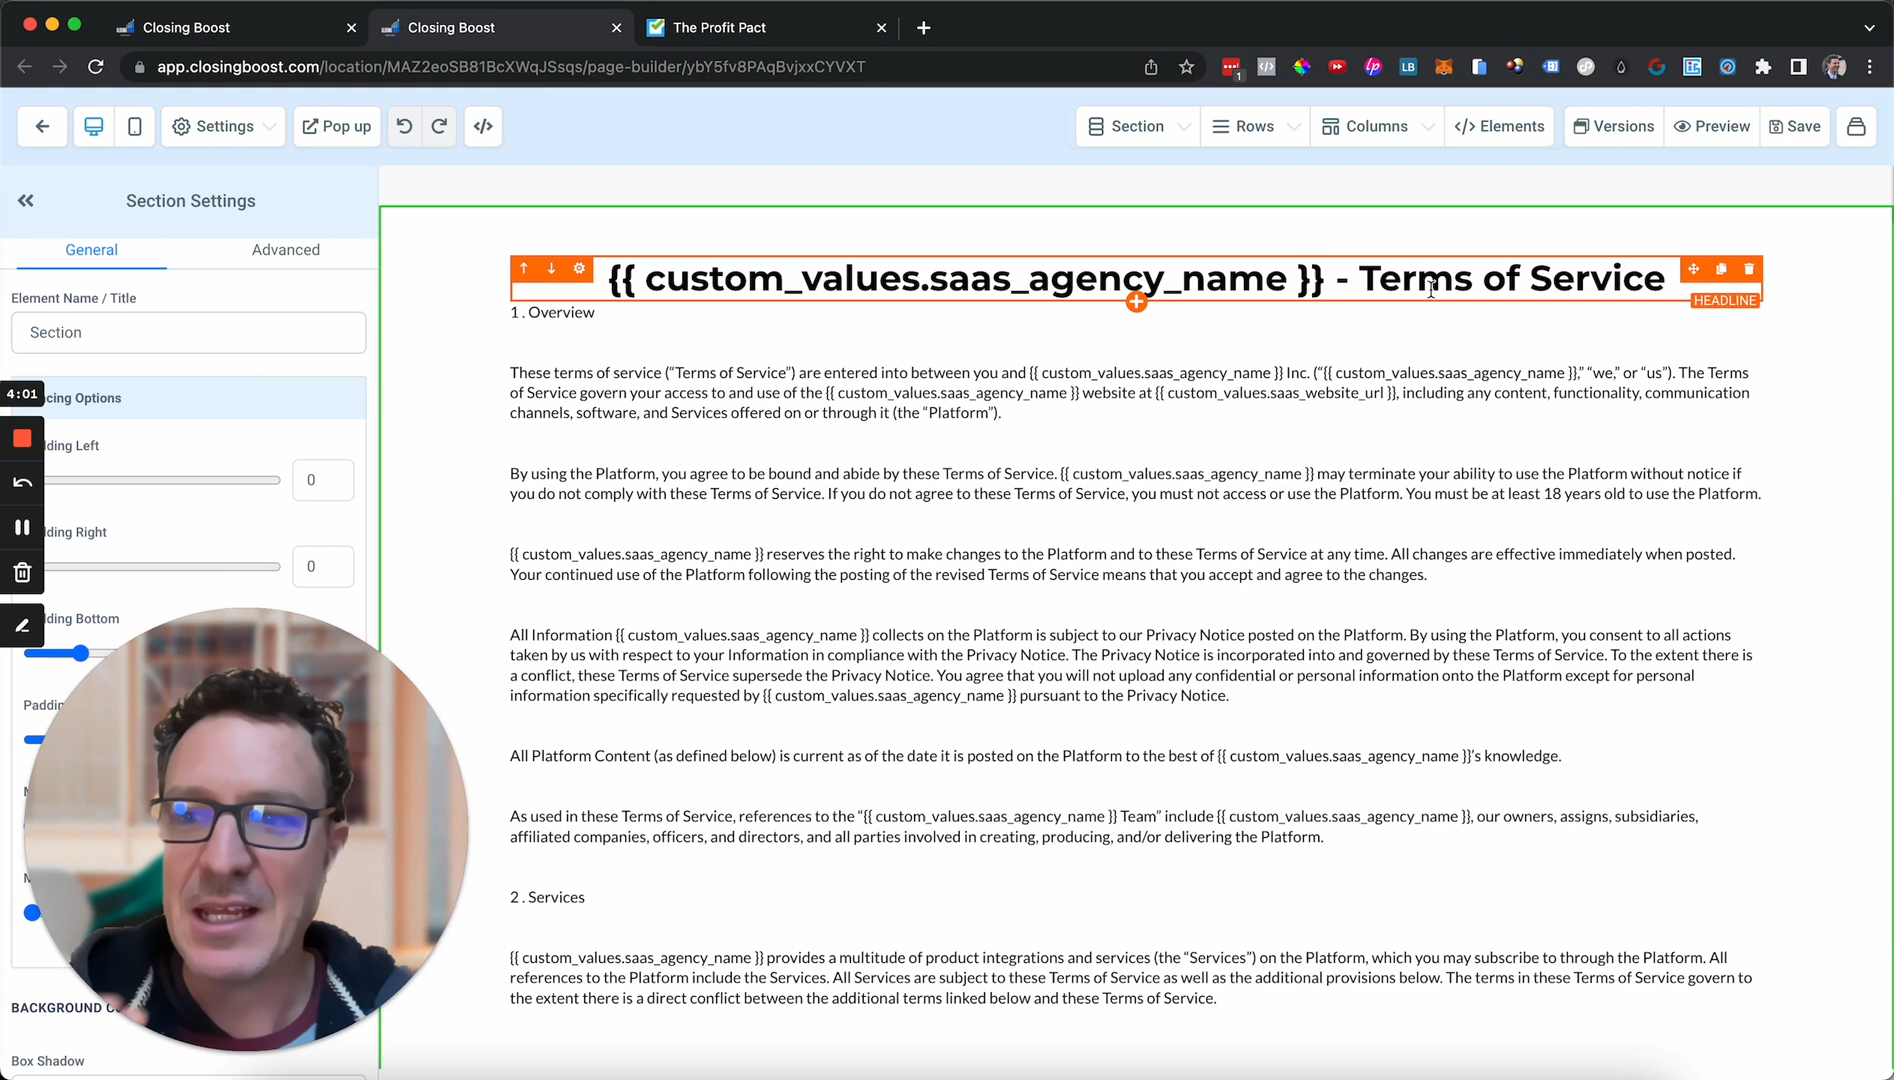 Closing Boost
Closing Boost
The Profit Pact
app.closingboost.com/location/MAZ2eoSB81BcXWqJSsqs/page-builder/ybY5fv8PAqBvjxxCYVXT
1
LB
Settings
Pop up
Section
Rows
Columns
</> Elements
Versions
Preview
Save
Section Settings
General
Advanced
Element Name / Title
Section
4:01
cing Options
dding Left
0
dding Right
0
dding Bottom
Paddin
BACKGROUND C
Box Shadow
{{ custom_values.saas_agency_name }} - Terms of Service
HEADLINE
1 . Overview
These terms of service (“Terms of Service”) are entered into between you and {{ custom_values.saas_agency_name }} Inc. (“{{ custom_values.saas_agency_name }},” “we,” or “us”). The Terms
of Service govern your access to and use of the {{ custom_values.saas_agency_name }} website at {{ custom_values.saas_website_url }}, including any content, functionality, communication
channels, software, and Services offered on or through it (the “Platform”).
By using the Platform, you agree to be bound and abide by these Terms of Service. {{ custom_values.saas_agency_name }} may terminate your ability to use the Platform without notice if
you do not comply with these Terms of Service. If you do not agree to these Terms of Service, you must not access or use the Platform. You must be at least 18 years old to use the Platform.
{{ custom_values.saas_agency_name }} reserves the right to make changes to the Platform and to these Terms of Service at any time. All changes are effective immediately when posted.
Your continued use of the Platform following the posting of the revised Terms of Service means that you accept and agree to the changes.
All Information {{ custom_values.saas_agency_name }} collects on the Platform is subject to our Privacy Notice posted on the Platform. By using the Platform, you consent to all actions
taken by us with respect to your Information in compliance with the Privacy Notice. The Privacy Notice is incorporated into and governed by these Terms of Service. To the extent there is
a conflict, these Terms of Service supersede the Privacy Notice. You agree that you will not upload any confidential or personal information onto the Platform except for personal
information specifically requested by {{ custom_values.saas_agency_name }} pursuant to the Privacy Notice.
All Platform Content (as defined below) is current as of the date it is posted on the Platform to the best of {{ custom_values.saas_agency_name }}’s knowledge.
As used in these Terms of Service, references to the “{{ custom_values.saas_agency_name }} Team” include {{ custom_values.saas_agency_name }}, our owners, assigns, subsidiaries,
affiliated companies, officers, and directors, and all parties involved in creating, producing, and/or delivering the Platform.
2 . Services
{{ custom_values.saas_agency_name }} provides a multitude of product integrations and services (the “Services”) on the Platform, which you may subscribe to through the Platform. All
references to the Platform include the Services. All Services are subject to these Terms of Service as well as the additional provisions below. The terms in these Terms of Service govern to
the extent there is a direct conflict between the additional terms linked below and these Terms of Service.